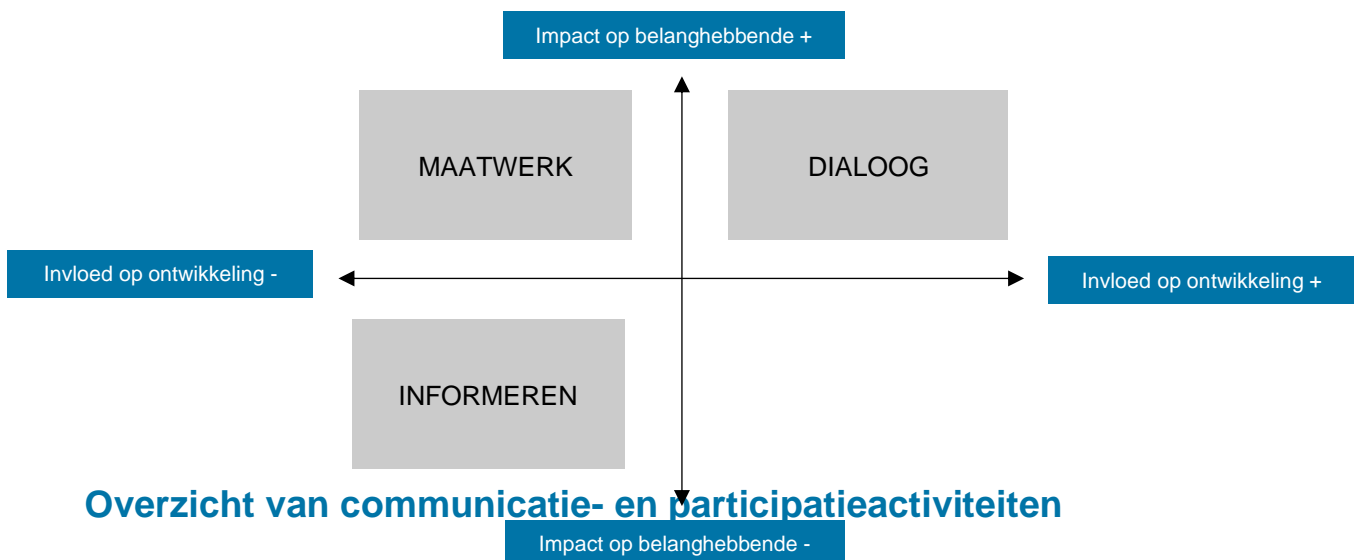 Impact op belanghebbende +
MAATWERK
DIALOOG
Invloed op ontwikkeling -
Invloed op ontwikkeling +
INFORMEREN
Overzicht van communicatie- en participatieactiviteiten
Impact op belanghebbende -